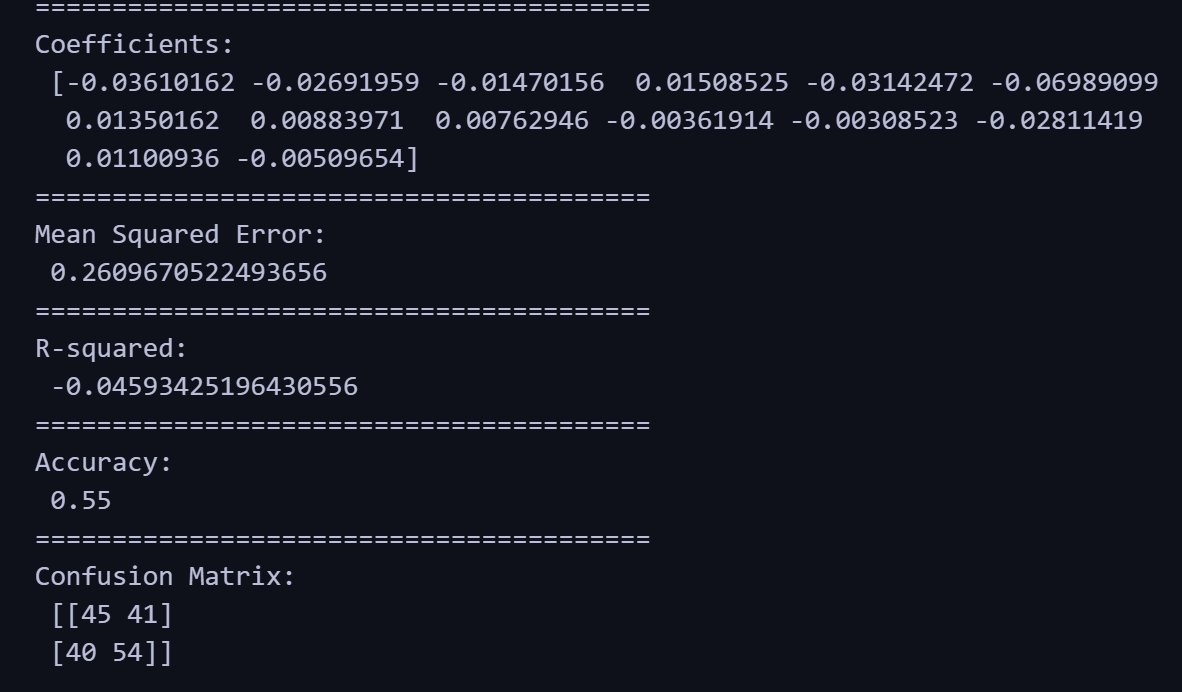 ========================================
Coefficients:
[-0.03610162 -0.02691959 -0.01470156  0.01508525 -0.03142472 -0.06989099
0.01350162  0.00883971  0.00762946 -0.00361914 -0.00308523 -0.02811419
0.01100936 -0.00509654]
========================================
Mean Squared Error:
0.2609670522493656
========================================
R-squared:
-0.04593425196430556
========================================
Accuracy:
0.55
========================================
Confusion Matrix:
[[45 41]
[40 54]]